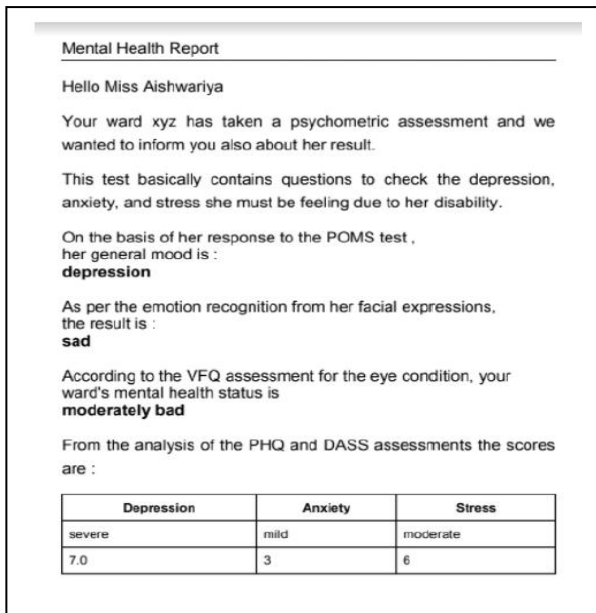 Mental Health Report
Hello Miss Aishwariya
Your ward xyz has taken a psychometric assessment and we
wanted to inform you also about her result.
This test basically contains questions to check the depression,
anxiety, and stress she must be feeling due to her disability.
On the basis of her response to the POMS test ,
her general mood is :
depression
As per the emotion recognition from her facial expressions,
the result is :
sad
According to the VFQ assessment for the eye condition, your
ward's mental health status is
moderately bad
From the analysis of the PHQ and DASS assessments the scores
are :
Depression Anxiety Stress
severe mild moderate
7.0 3 6